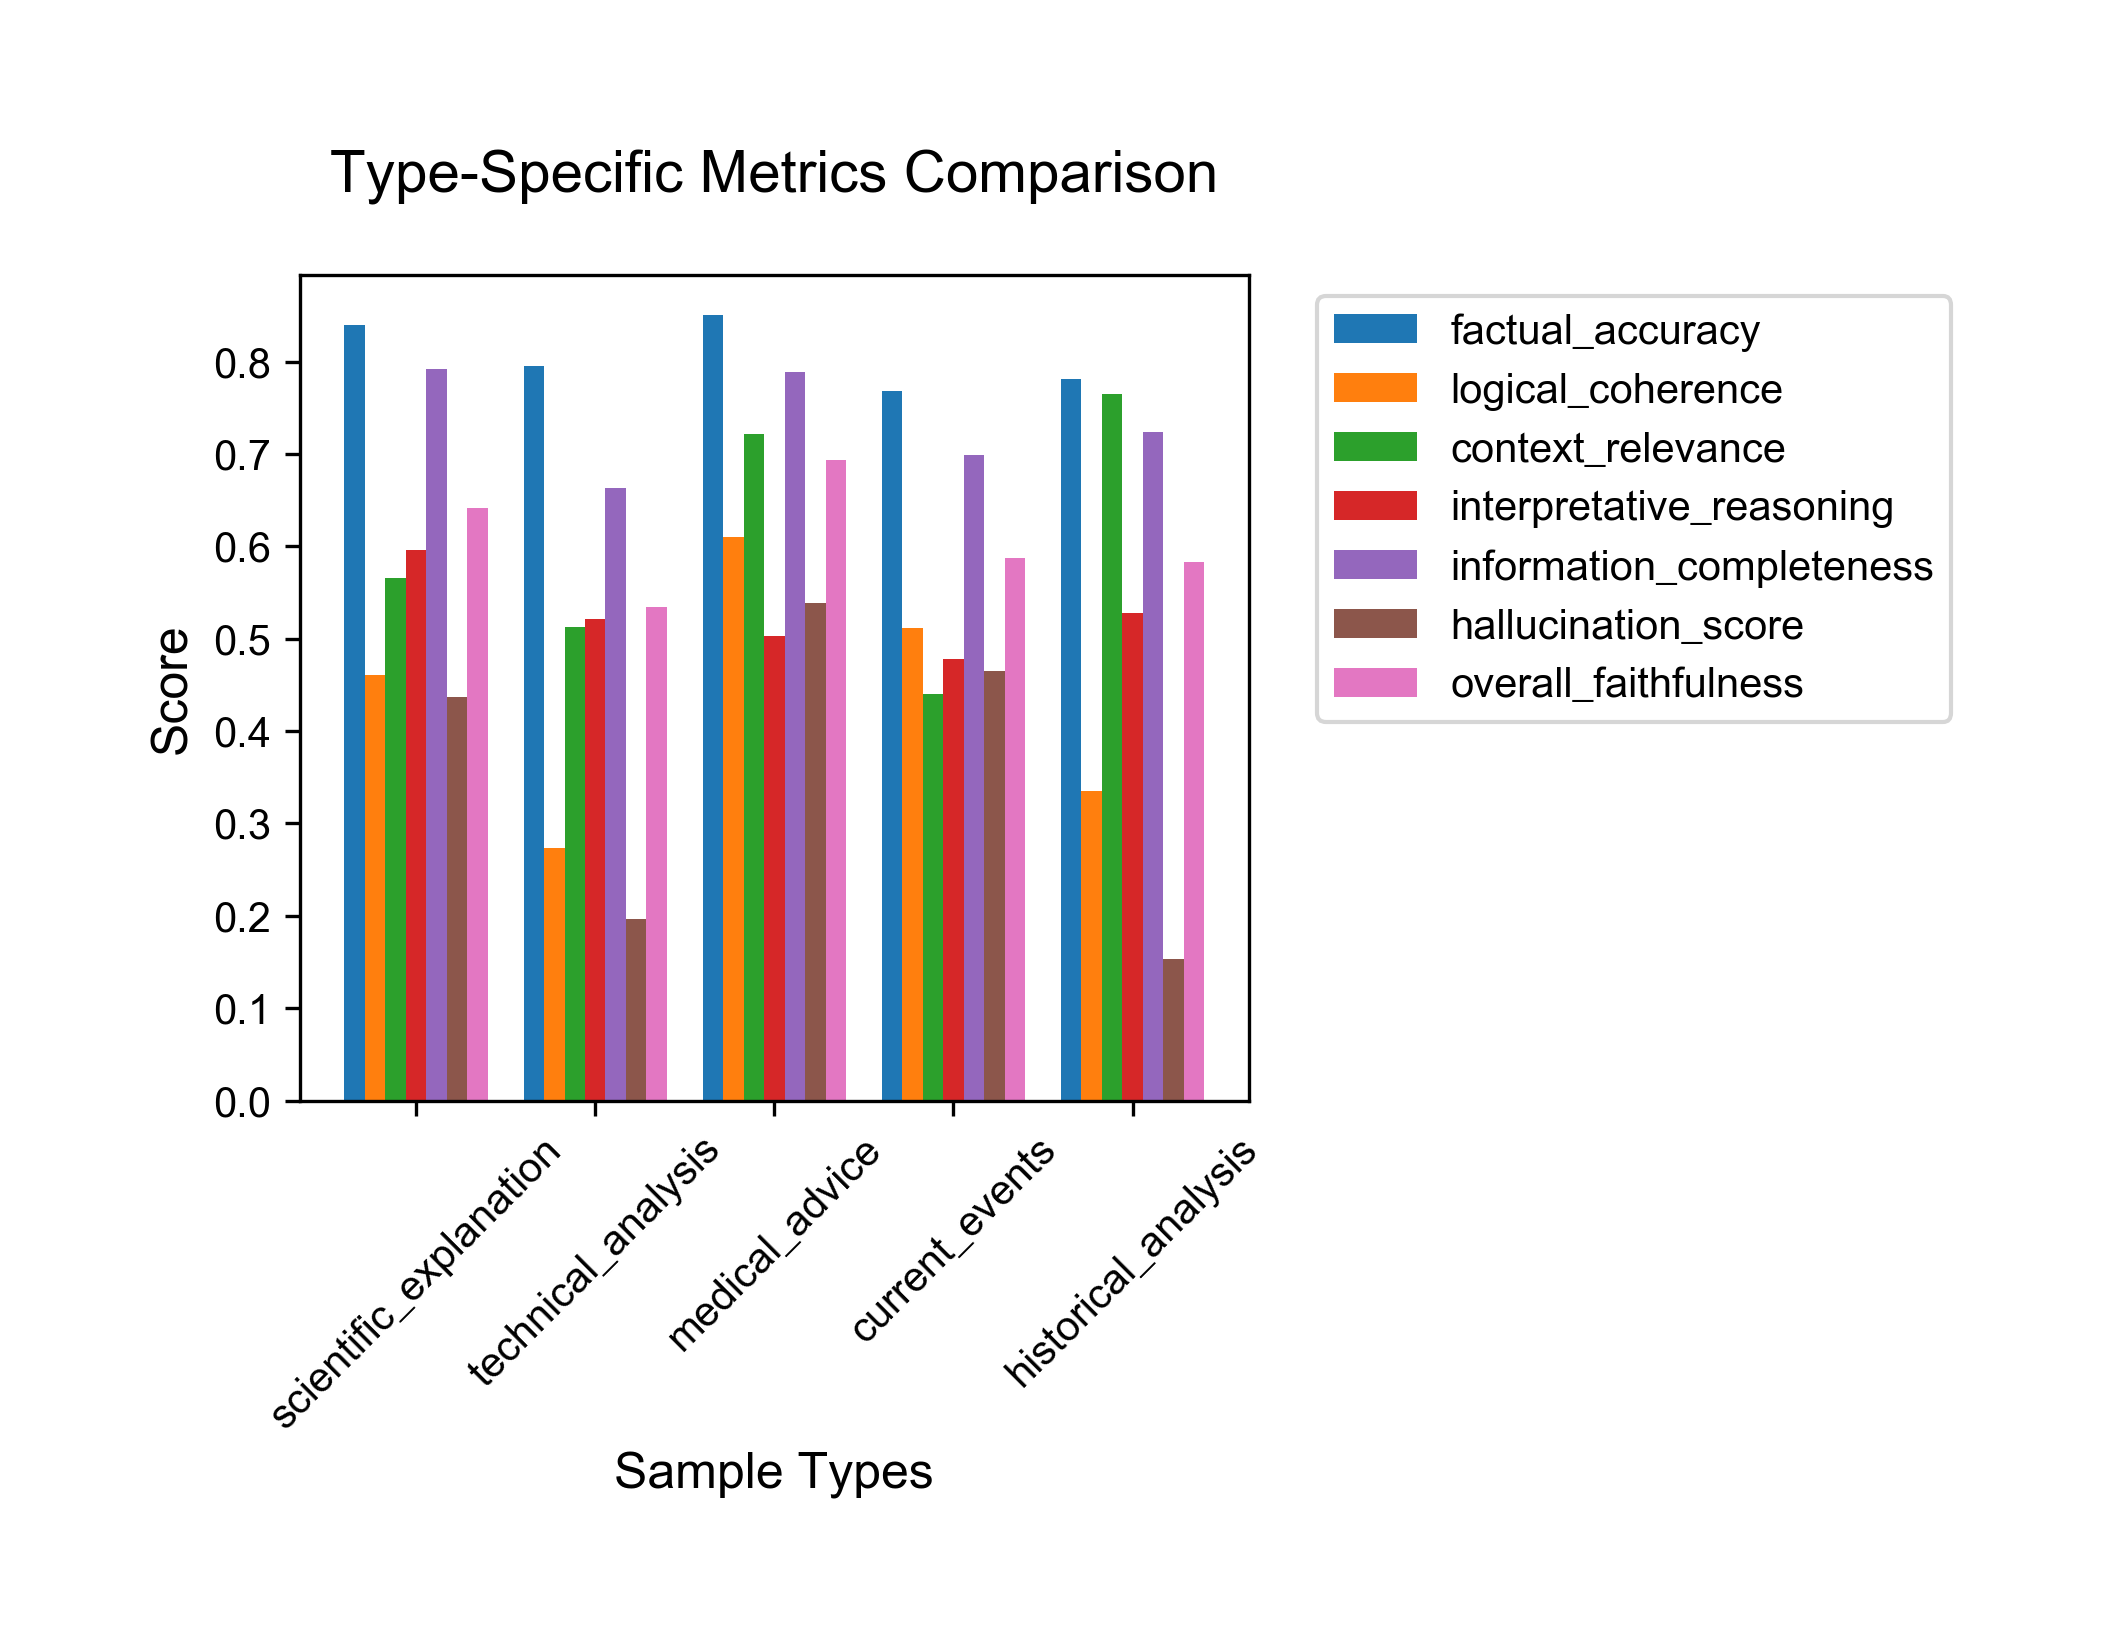 Type-Specific Metrics Comparison
factual_accuracy
logical_coherence
context_relevance
interpretative_reasoning
information_completeness
hallucination_score
overall_faithfulness
Score
0.8
0.7
0.6
0.5
0.4
0.3
0.2
0.1
0.0
scientific_explanation
technical_analysis
medical_advice
current_events
historical_analysis
Sample Types